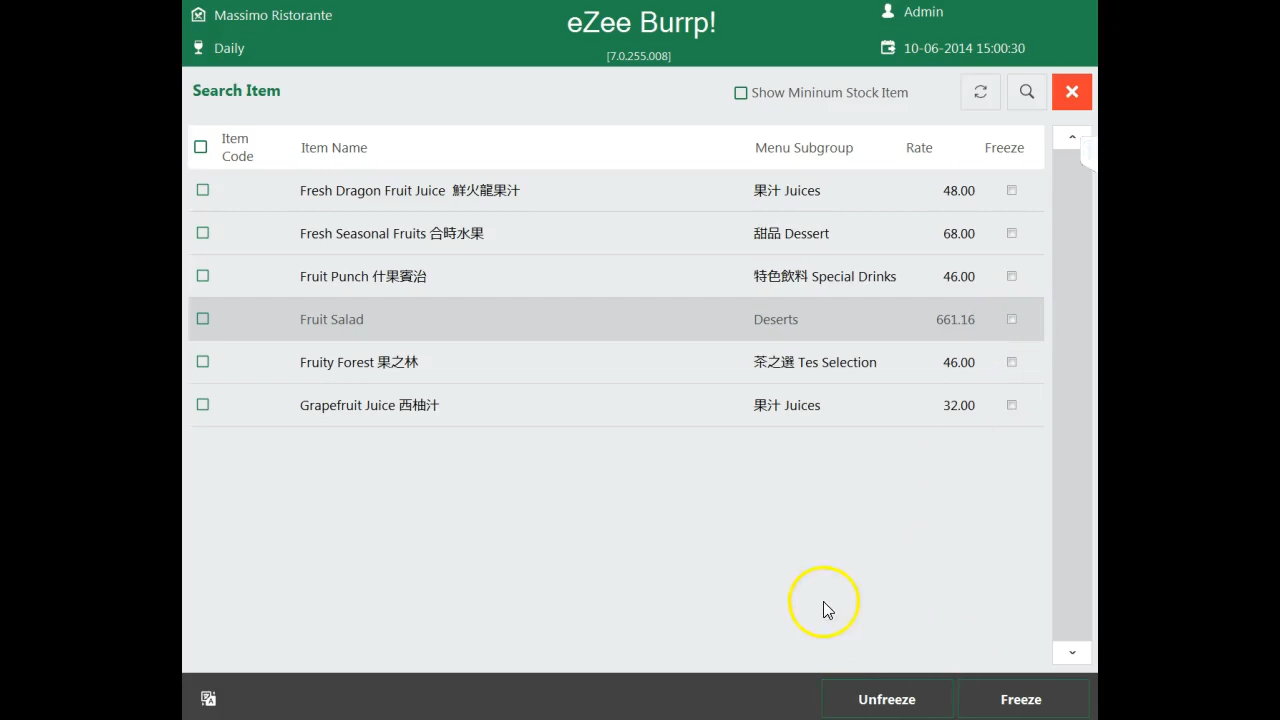 Massimo Ristorante
eZee Burrp!
Admin
Daily
[7.0.255.008]
10-06-2014 15:00:30
Search Item
Show Mininum Stock Item
Item Code
Item Name
Menu Subgroup
Rate
Freeze
Fresh Dragon Fruit Juice 鮮火龍果汁 果汁 Juices 48.00
Fresh Seasonal Fruits 合時水果 甜品 Dessert 68.00
Fruit Punch 什果賓治 特色飲料 Special Drinks 46.00
Fruit Salad Deserts 661.16
Fruity Forest 果之林 茶之選 Tes Selection 46.00
Grapefruit Juice 西柚汁 果汁 Juices 32.00
Unfreeze
Freeze